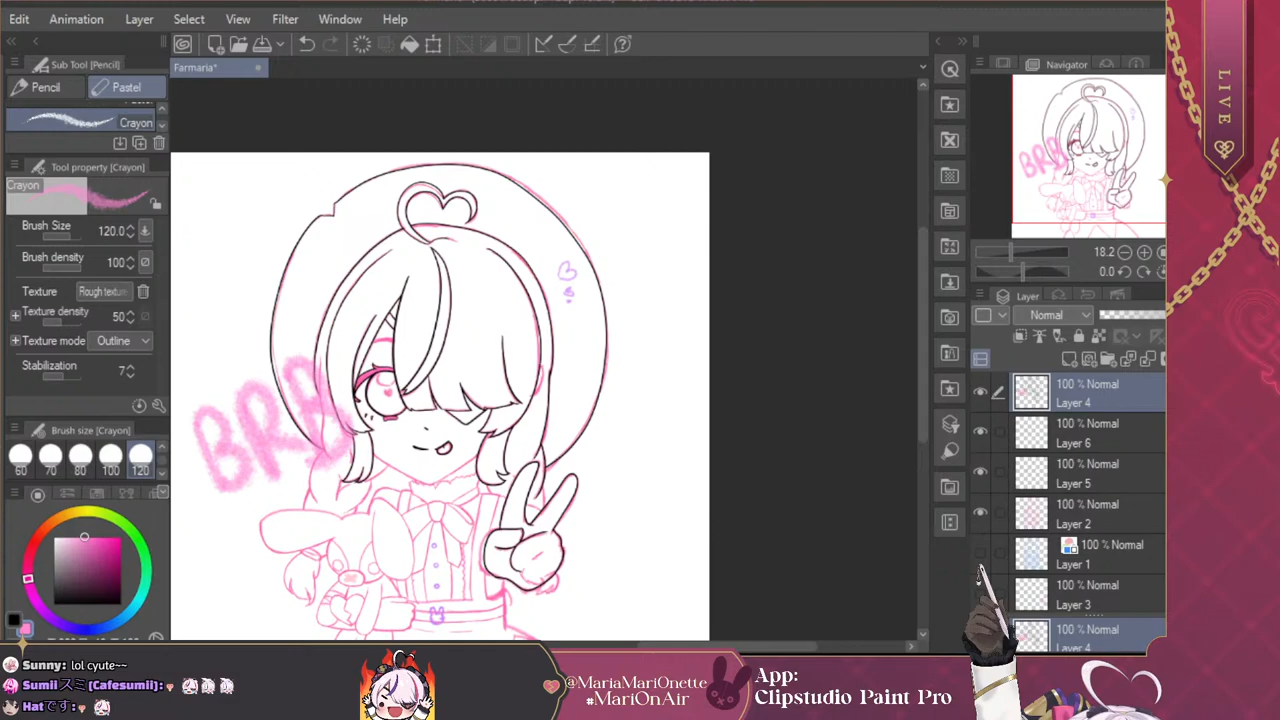 Edit Animation Layer Select View Filter Window Help
Sub Tool [Pencil]
Farmaria*
Pencil Pastel
Crayon
Tool property [Crayon]
Crayon
Brush Size 120.0
Brush density 100
Texture Rough texture
Texture density 50
Texture mode Outline
Stabilization 7
Brush size [Crayon]
60 70 80 100 120
BRB
Navigator
BRB
18.2
0.0
Layer
Normal
100 % Normal
Layer 4
100 % Normal
Layer 6
100 % Normal
Layer 5
100 % Normal
Layer 2
100 % Normal
Layer 1
100 % Normal
Layer 3
100 % Normal
Layer 4
LIVE
Sunny: lol cyute~~
Sumiiスミ [Cafesumii]:
Hatです:
@MariaMariOnette
#MariOnAir
App:
Clipstudio Paint Pro